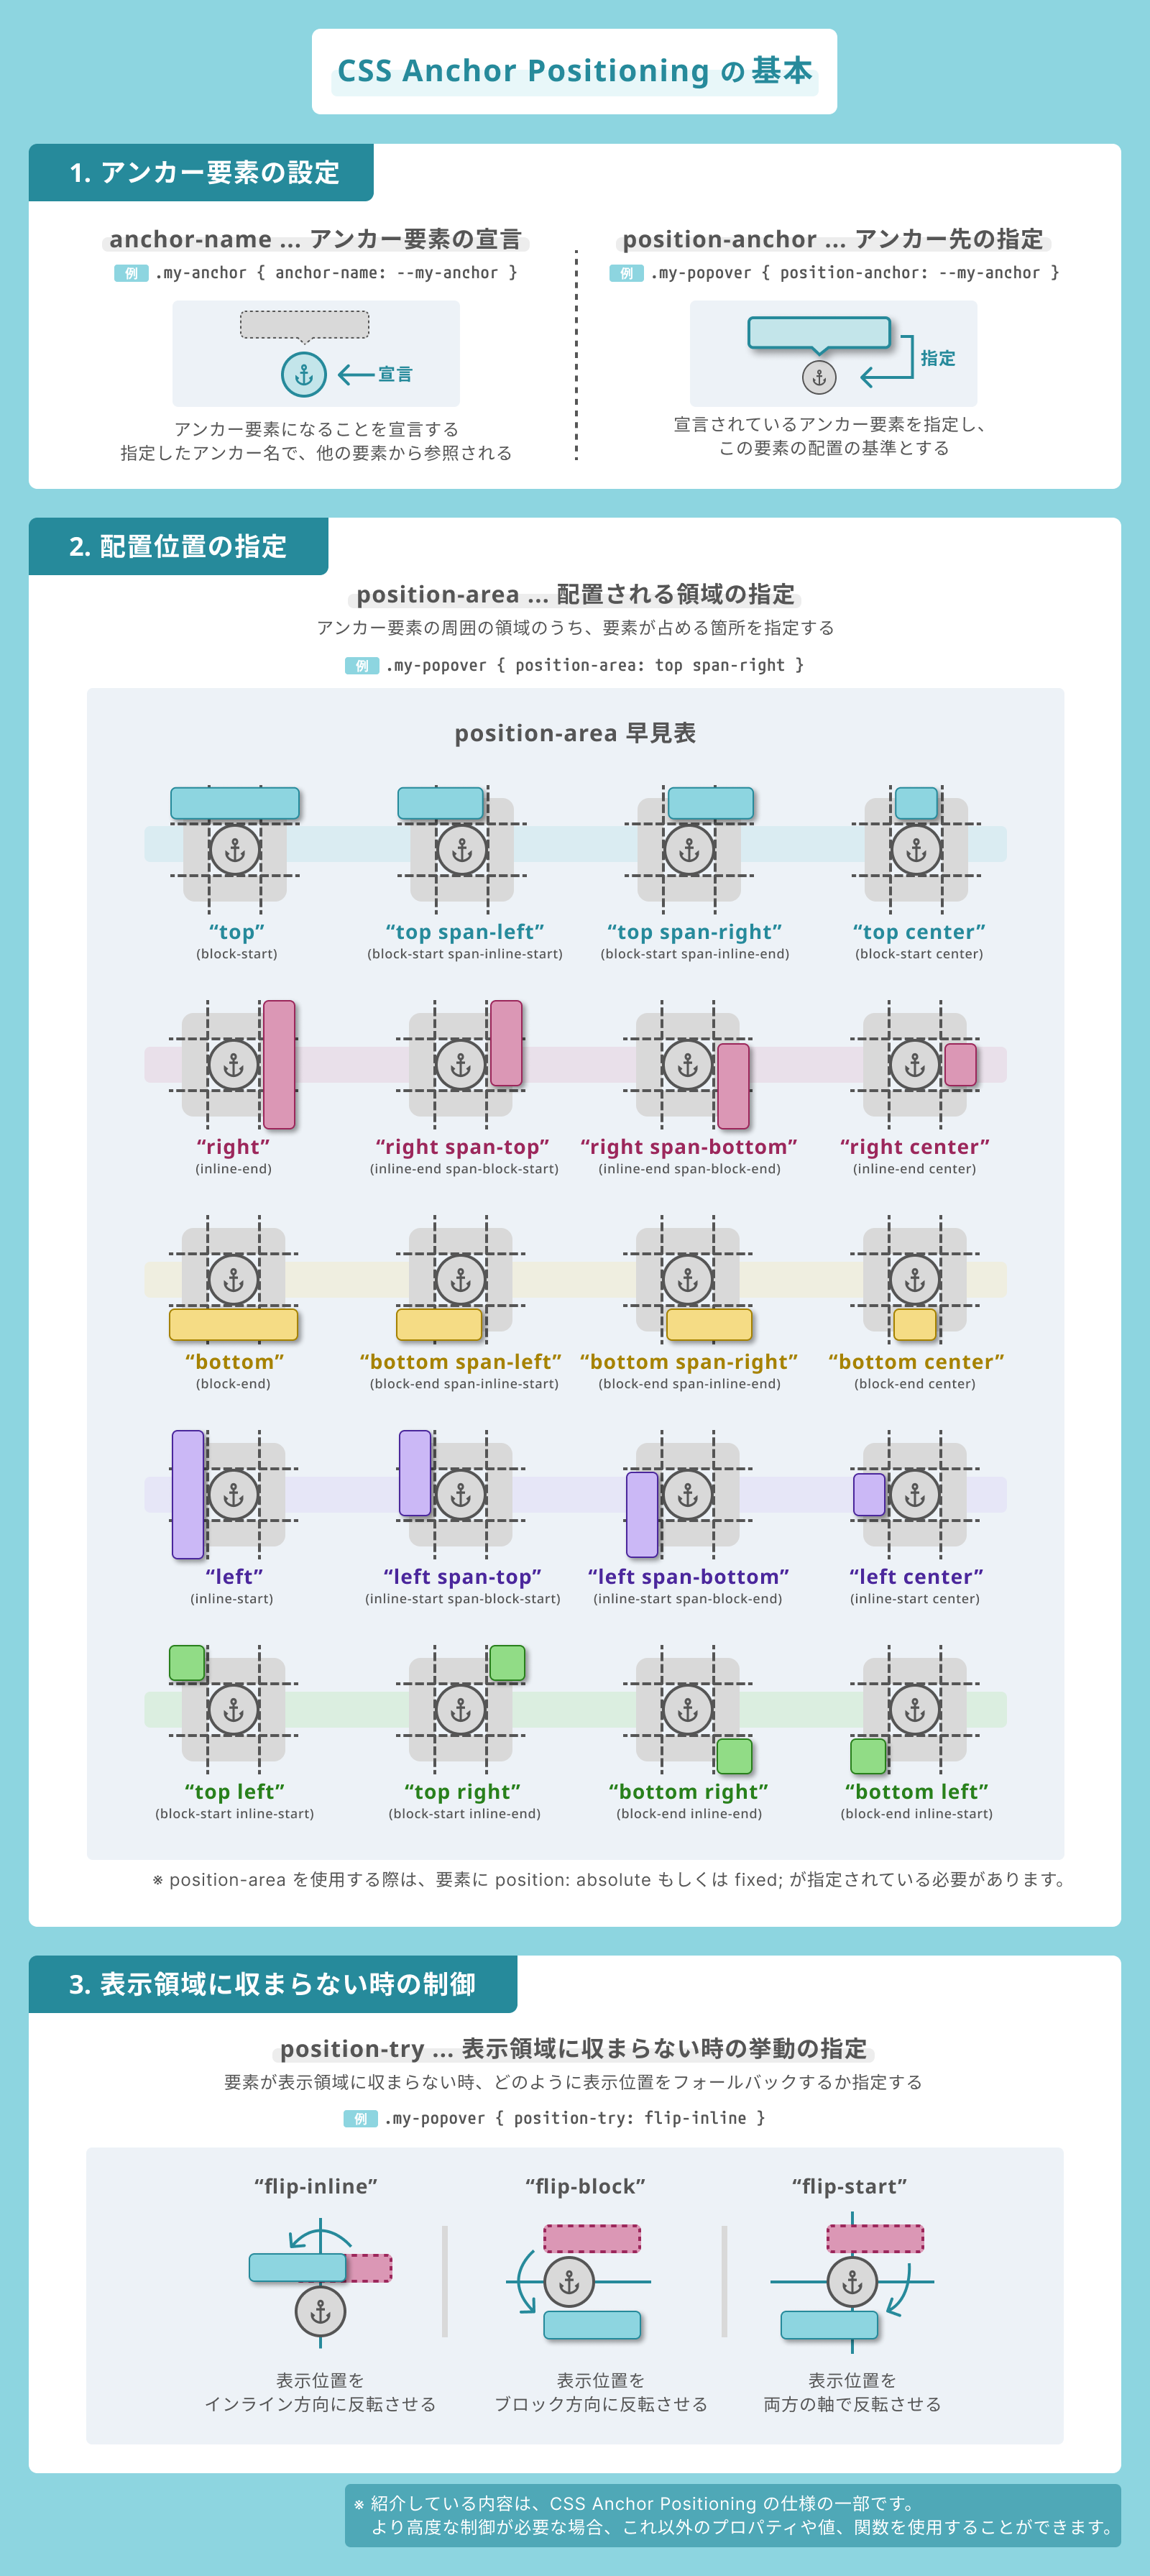 CSS Anchor Positioning の基本
1. アンカー要素の設定
anchor-name ... アンカー要素の宣言
例 .my-anchor { anchor-name: --my-anchor }
宣言
アンカー要素になることを宣言する
指定したアンカー名で、他の要素から参照される
position-anchor ... アンカー先の指定
例 .my-popover { position-anchor: --my-anchor }
指定
宣言されているアンカー要素を指定し、
この要素の配置の基準とする
2. 配置位置の指定
position-area ... 配置される領域の指定
アンカー要素の周囲の領域のうち、要素が占める箇所を指定する
例 .my-popover { position-area: top span-right }
position-area 早見表
“top” “top span-left” “top span-right” “top center”
(block-start) (block-start span-inline-start) (block-start span-inline-end) (block-start center)
“right” “right span-top” “right span-bottom” “right center”
(inline-end) (inline-end span-block-start) (inline-end span-block-end) (inline-end center)
“bottom” “bottom span-left” “bottom span-right” “bottom center”
(block-end) (block-end span-inline-start) (block-end span-inline-end) (block-end center)
“left” “left span-top” “left span-bottom” “left center”
(inline-start) (inline-start span-block-start) (inline-start span-block-end) (inline-start center)
“top left” “top right” “bottom right” “bottom left”
(block-start inline-start) (block-start inline-end) (block-end inline-end) (block-end inline-start)
※ position-area を使用する際は、要素に position: absolute もしくは fixed; が指定されている必要があります。
3. 表示領域に収まらない時の制御
position-try ... 表示領域に収まらない時の挙動の指定
要素が表示領域に収まらない時、どのように表示位置をフォールバックするか指定する
例 .my-popover { position-try: flip-inline }
“flip-inline” “flip-block” “flip-start”
表示位置を
インライン方向に反転させる
表示位置を
ブロック方向に反転させる
表示位置を
両方の軸で反転させる
※ 紹介している内容は、CSS Anchor Positioning の仕様の一部です。
より高度な制御が必要な場合、これ以外のプロパティや値、関数を使用することができます。